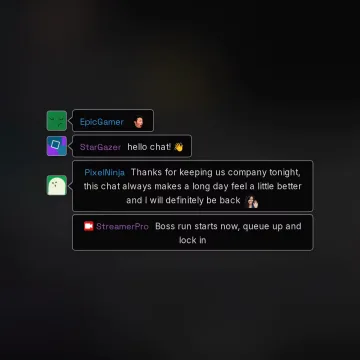 EpicGamer
StarGazer hello chat! 👋
PixelNinja Thanks for keeping us company tonight,
this chat always makes a long day feel a little better
and I will definitely be back
StreamerPro Boss run starts now, queue up and
lock in